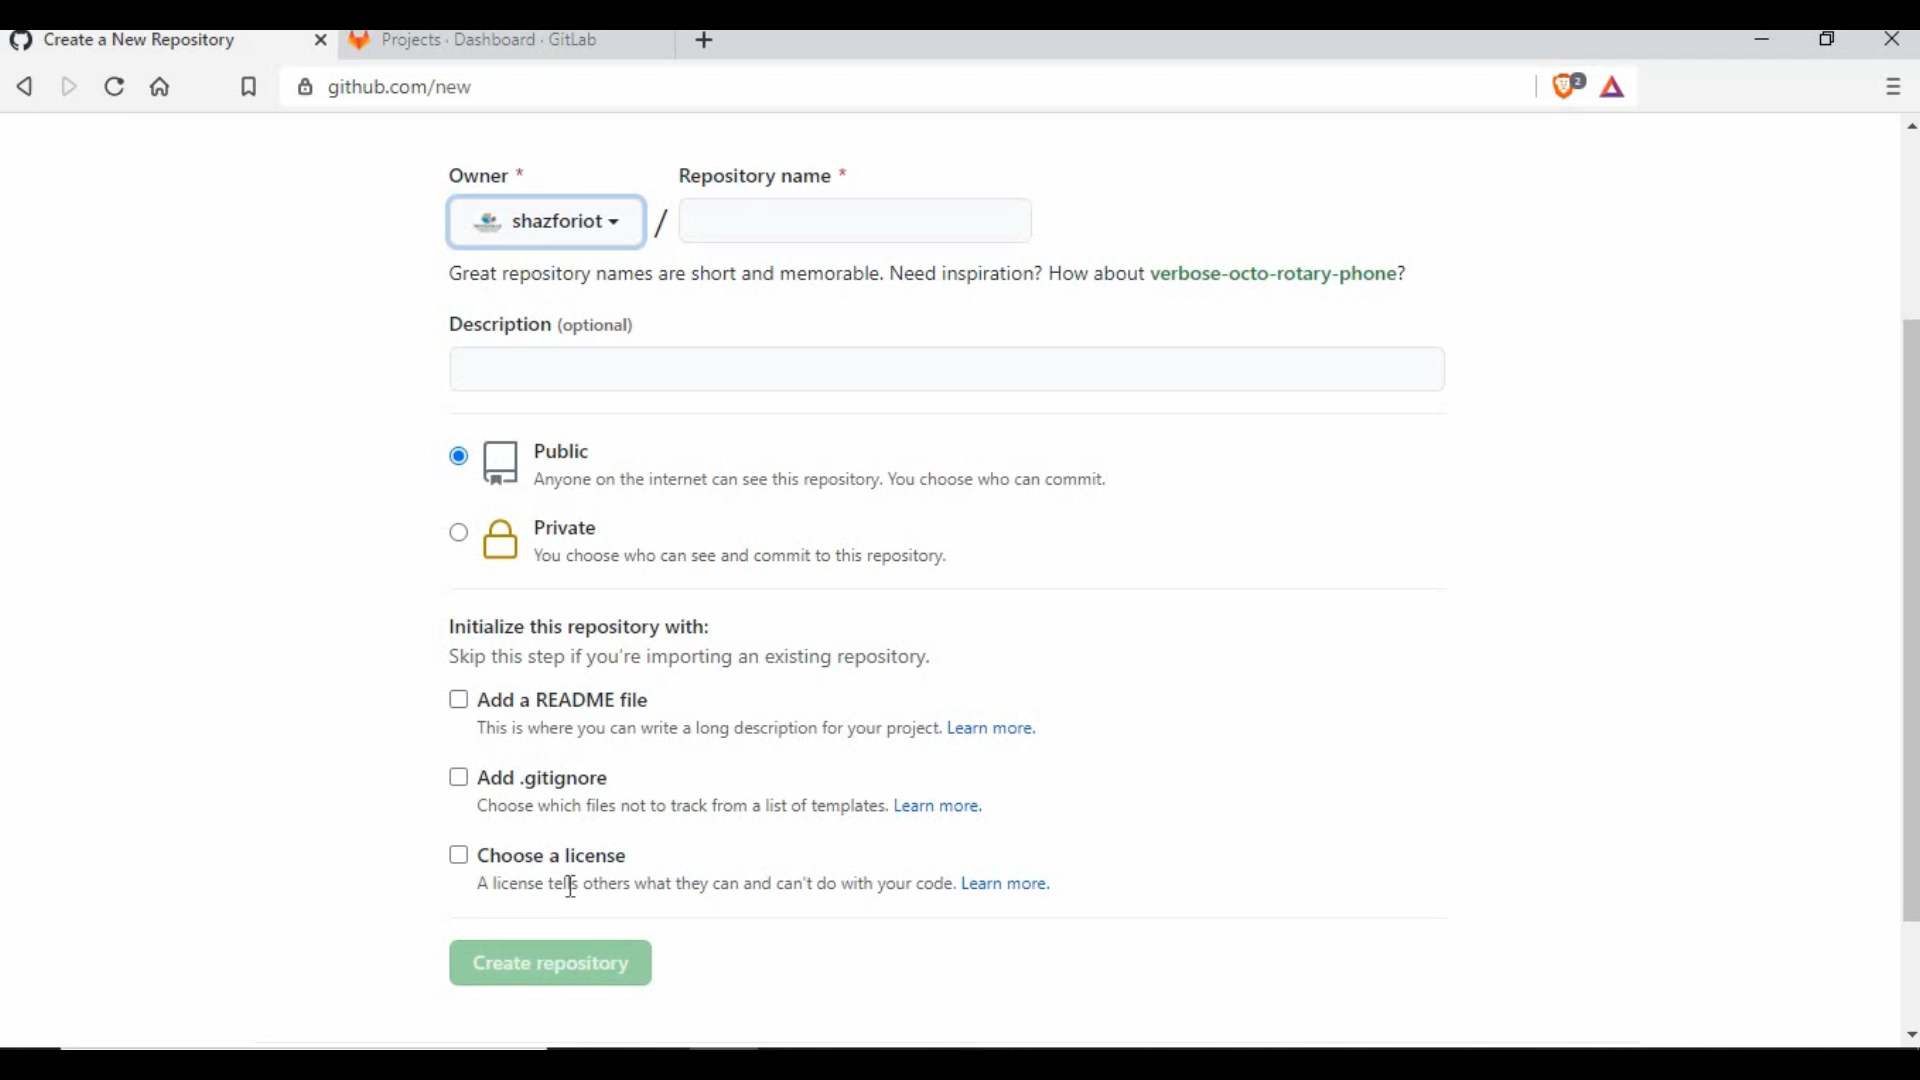 Create a New Repository
Projects · Dashboard · GitLab
github.com/new
2
Owner *
Repository name *
shazforiot
/
Great repository names are short and memorable. Need inspiration? How about verbose-octo-rotary-phone?
Description (optional)
Public
Anyone on the internet can see this repository. You choose who can commit.
Private
You choose who can see and commit to this repository.
Initialize this repository with:
Skip this step if you're importing an existing repository.
Add a README file
This is where you can write a long description for your project. Learn more.
Add .gitignore
Choose which files not to track from a list of templates. Learn more.
Choose a license
A license tells others what they can and can't do with your code. Learn more.
Create repository